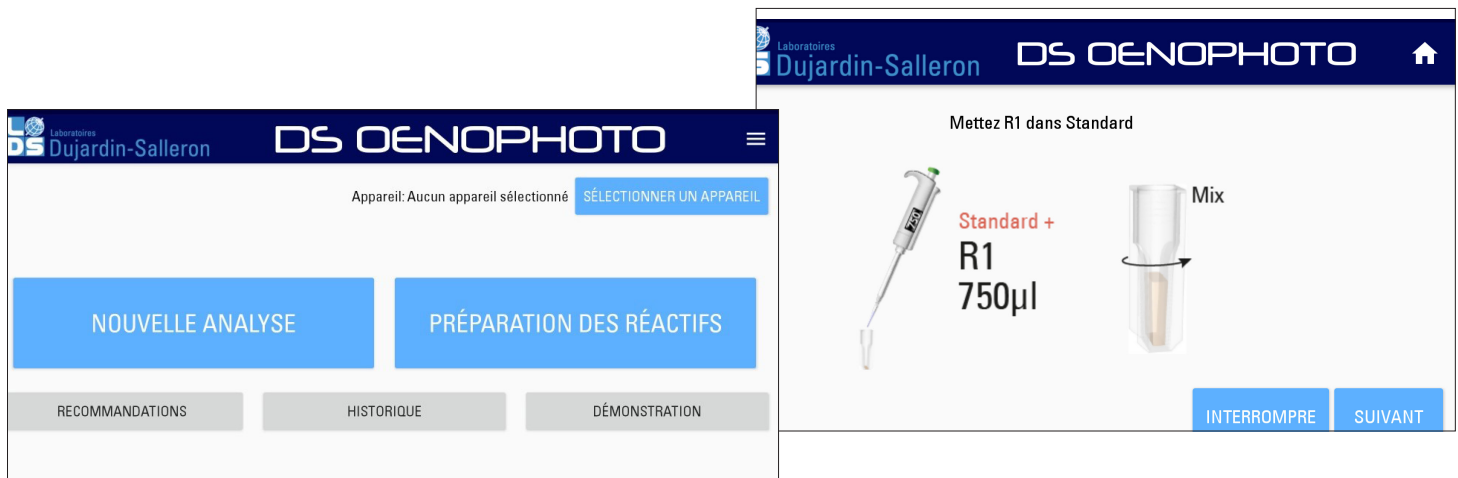 Laboratoires
Dujardin-Salleron
DS OENOPHOTO
Appareil: Aucun appareil sélectionné
SÉLECTIONNER UN APPAREIL
NOUVELLE ANALYSE
PRÉPARATION DES RÉACTIFS
RECOMMANDATIONS
HISTORIQUE
DÉMONSTRATION
Laboratoires
Dujardin-Salleron
DS OENOPHOTO
Mettez R1 dans Standard
750
Standard +
R1
750µl
Mix
INTERROMPRE
SUIVANT